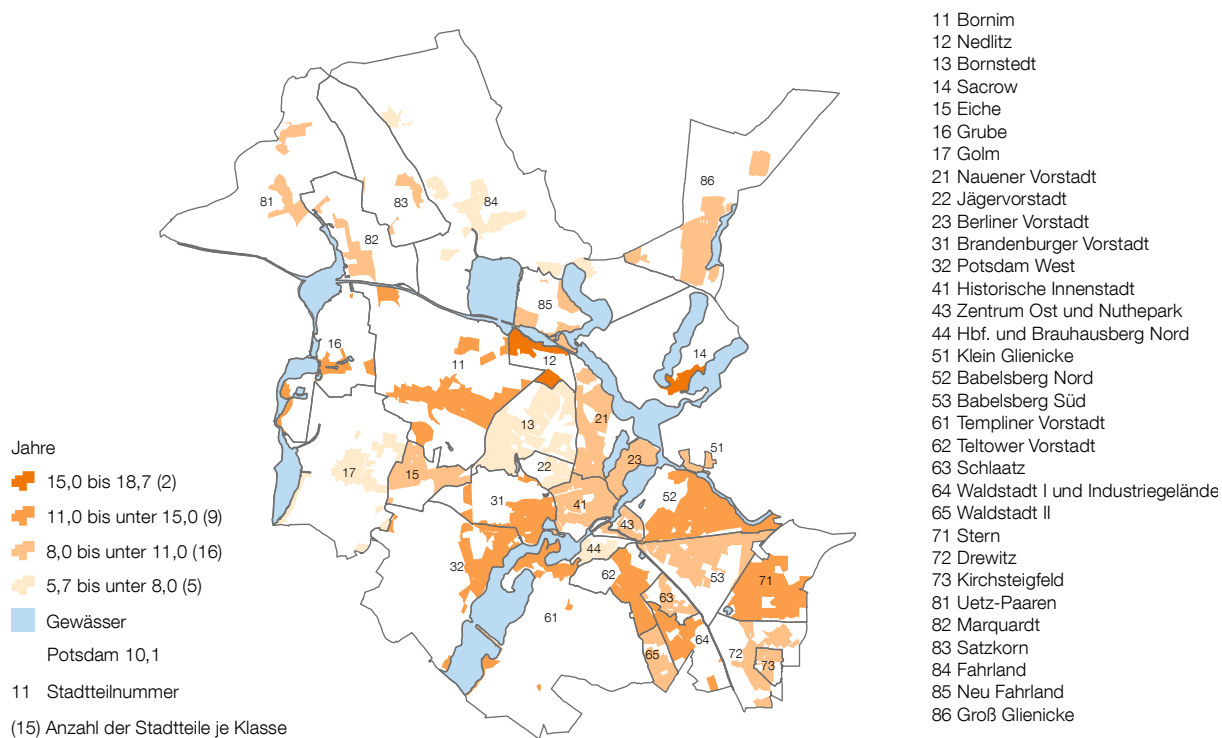 11 Bornim
12 Nedlitz
13 Bornstedt
14 Sacrow
15 Eiche
16 Grube
17 Golm
21 Nauener Vorstadt
22 Jägervorstadt
23 Berliner Vorstadt
31 Brandenburger Vorstadt
32 Potsdam West
41 Historische Innenstadt
43 Zentrum Ost und Nuthepark
44 Hbf. und Brauhausberg Nord
51 Klein Glienicke
52 Babelsberg Nord
53 Babelsberg Süd
61 Templiner Vorstadt
62 Teltower Vorstadt
63 Schlaatz
64 Waldstadt I und Industriegelände
65 Waldstadt II
71 Stern
72 Drewitz
73 Kirchsteigfeld
81 Uetz-Paaren
82 Marquardt
83 Satzkorn
84 Fahrland
85 Neu Fahrland
86 Groß Glienicke
86
81
83
84
82
85
16
11
12
14
13
21
51
17
15
22
23
31
41
52
43
44
32
62
53
71
63
61
64
65
72
73
Jahre
15,0 bis 18,7 (2)
11,0 bis unter 15,0 (9)
8,0 bis unter 11,0 (16)
5,7 bis unter 8,0 (5)
Gewässer
Potsdam 10,1
11 Stadtteilnummer
(15) Anzahl der Stadtteile je Klasse